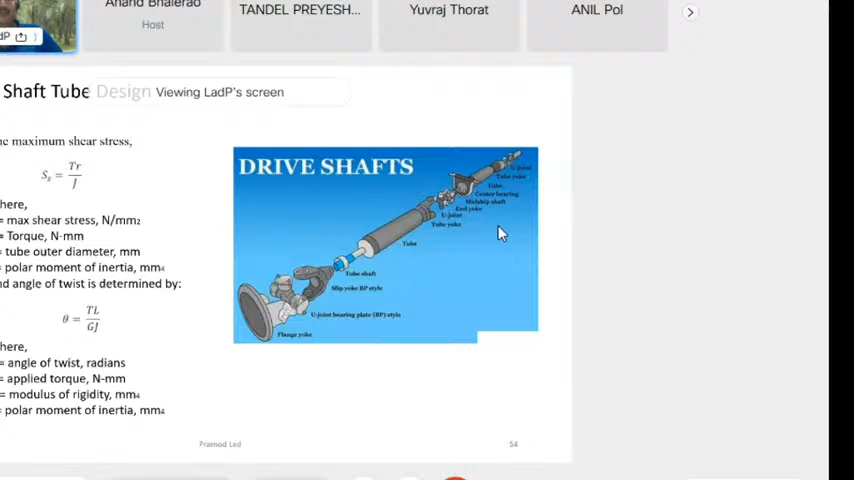 Anand Bhalerao
Host
TANDEL PREYESH...
Yuvraj Thorat
ANIL Pol
dP
Shaft Tube Design
Viewing LadP's screen
he maximum shear stress,
Sₛ = Tr
J
here,
= max shear stress, N/mm2
= Torque, N-mm
= tube outer diameter, mm
= polar moment of inertia, mm4
nd angle of twist is determined by:
θ = TL
GJ
here,
= angle of twist, radians
= applied torque, N-mm
= modulus of rigidity, mm4
= polar moment of inertia, mm4
DRIVE SHAFTS
U-joint
Tube yoke
Tube
Center bearing
Midship shaft
End yoke
U-joint
Tube yoke
Tube
Tube shaft
Slip yoke BP style
U-joint bearing plate (BP) style
Flange yoke
Pramod Lad
54